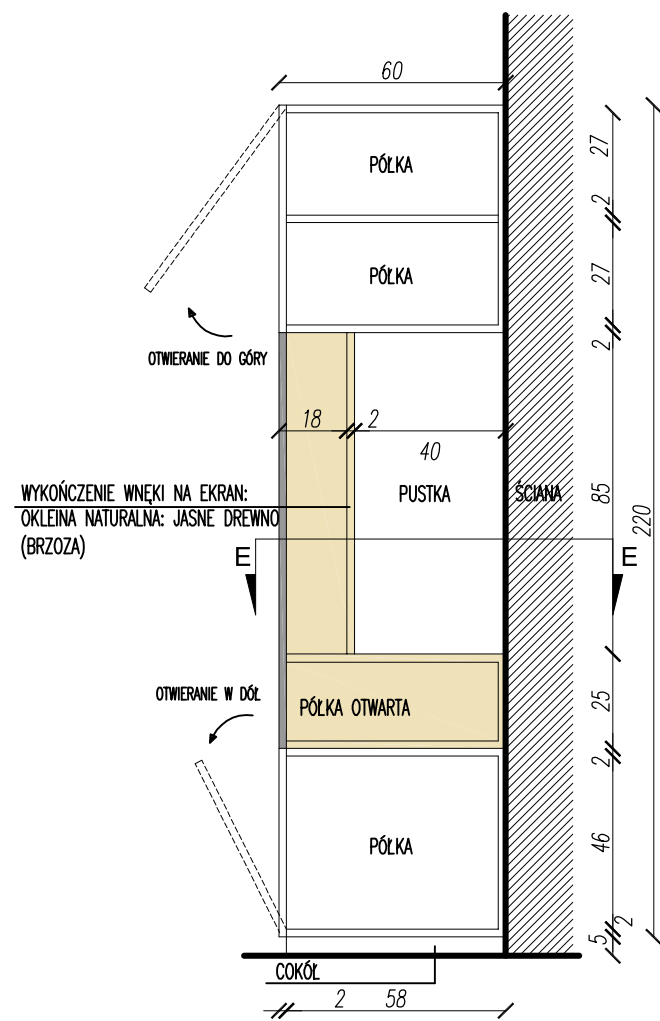 60
PÓŁKA
27
2
PÓŁKA
27
2
OTWIERANIE DO GÓRY
18
2
40
WYKOŃCZENIE WNĘKI NA EKRAN:
OKLEINA NATURALNA: JASNE DREWNO
(BRZOZA)
PUSTKA
ŚCIANA
85
220
E
E
OTWIERANIE W DÓŁ
PÓŁKA OTWARTA
25
2
PÓŁKA
46
2
5
COKÓŁ
2
58